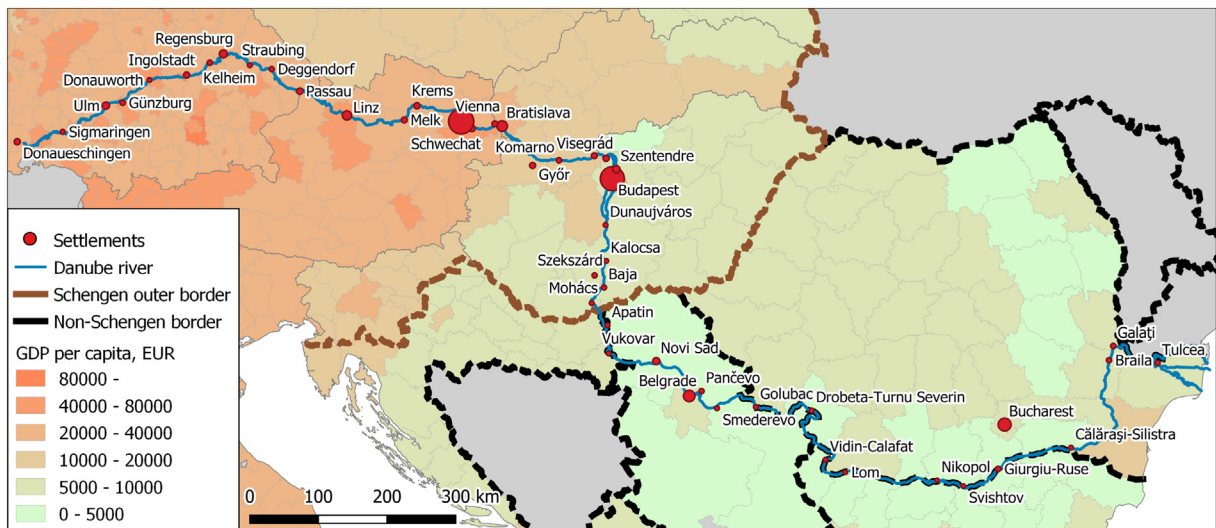 Regensburg
Straubing
Ingolstadt
Kelheim
Deggendorf
Donauworth
Passau
Ulm
Günzburg
Linz
Krems
Vienna
Bratislava
Melk
Sigmaringen
Schwechat
Komarno
Visegrád
Donaueschingen
Szentendre
Győr
Budapest
Dunaujváros
Kalocsa
Szekszárd
Baja
Mohács
Apatin
Vukovar
Novi Sad
Belgrade
Pančevo
Golubac
Smederevo
Drobeta-Turnu Severin
Bucharest
Vidin-Calafat
Lom
Nikopol
Svishtov
Giurgiu-Ruse
Călăraşi-Silistra
Galaţi
Braila
Tulcea
Settlements
Danube river
Schengen outer border
Non-Schengen border
GDP per capita, EUR
80000 -
40000 - 80000
20000 - 40000
10000 - 20000
5000 - 10000
0 - 5000
0 100 200 300 km